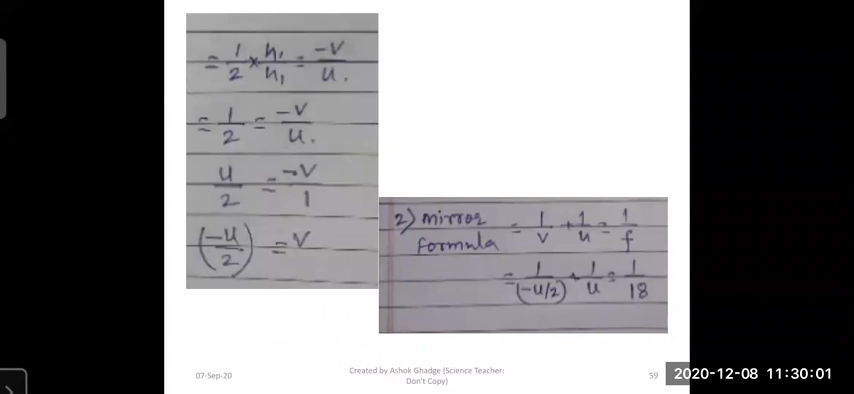 = 1/2 × h₁/h₁ = -v/u.
= 1/2 = -v/u.
u/2 = -v/1
(-u/2) = v
2) mirror formula = 1/v + 1/u = 1/f
= 1/(-u/2) + 1/u = 1/18
07-Sep-20
Created by Ashok Ghadge (Science Teacher:
Don't Copy)
59
2020-12-08 11:30:01